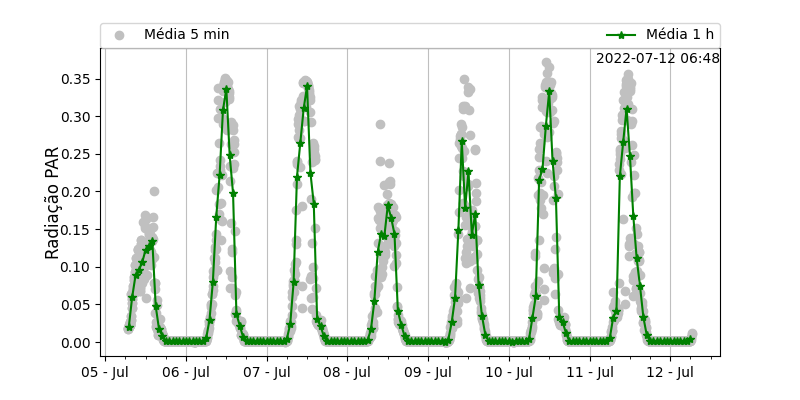 Média 5 min
Média 1 h
2022-07-12 06:48
Radiação PAR
0.35
0.30
0.25
0.20
0.15
0.10
0.05
0.00
05 - Jul
06 - Jul
07 - Jul
08 - Jul
09 - Jul
10 - Jul
11 - Jul
12 - Jul